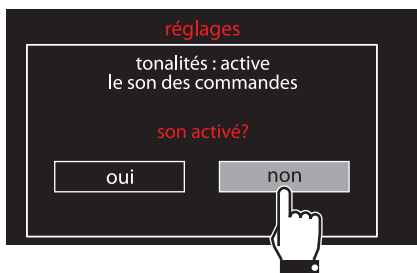 réglages
tonalités : active
le son des commandes
son activé?
oui
non